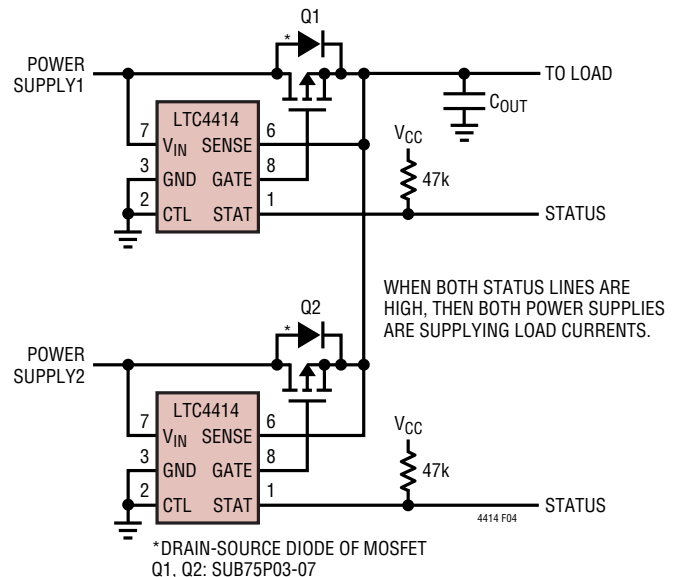 Q1
*
POWER
SUPPLY1
TO LOAD
COUT
LTC4414
7
VIN
SENSE
6
3
GND
GATE
8
2
CTL
STAT
1
VCC
47k
STATUS
WHEN BOTH STATUS LINES ARE
HIGH, THEN BOTH POWER SUPPLIES
ARE SUPPLYING LOAD CURRENTS.
Q2
*
POWER
SUPPLY2
LTC4414
7
VIN
SENSE
6
3
GND
GATE
8
2
CTL
STAT
1
VCC
47k
STATUS
4414 F04
*DRAIN-SOURCE DIODE OF MOSFET
Q1, Q2: SUB75P03-07